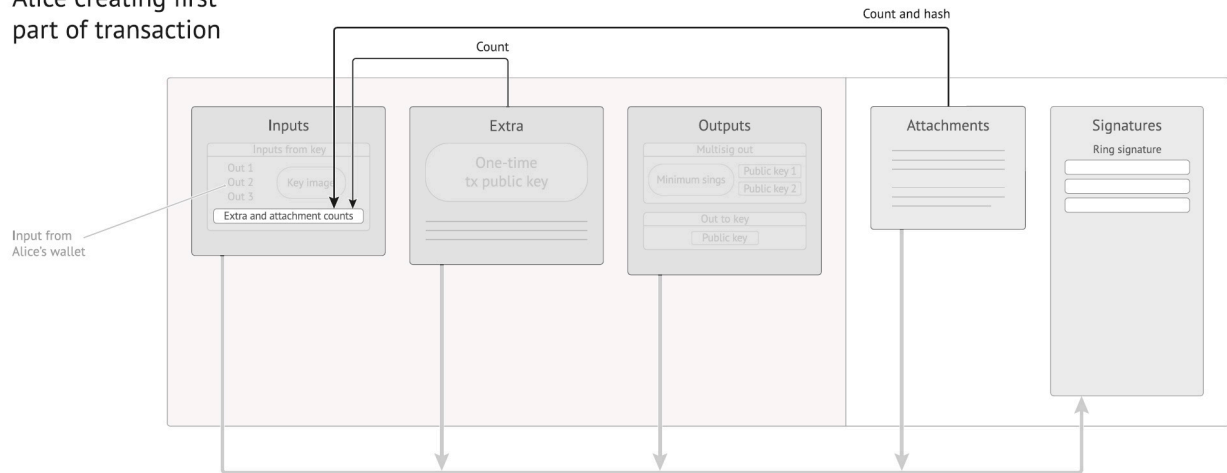 Alice creating first
part of transaction
Count and hash
Count
Inputs
Inputs from key
Out 1
Out 2
Out 3
Key image
Extra and attachment counts
Input from
Alice's wallet
Extra
One-time
tx public key
Outputs
Multisig out
Minimum sings
Public key 1
Public key 2
Out to key
Public key
Attachments
Signatures
Ring signature